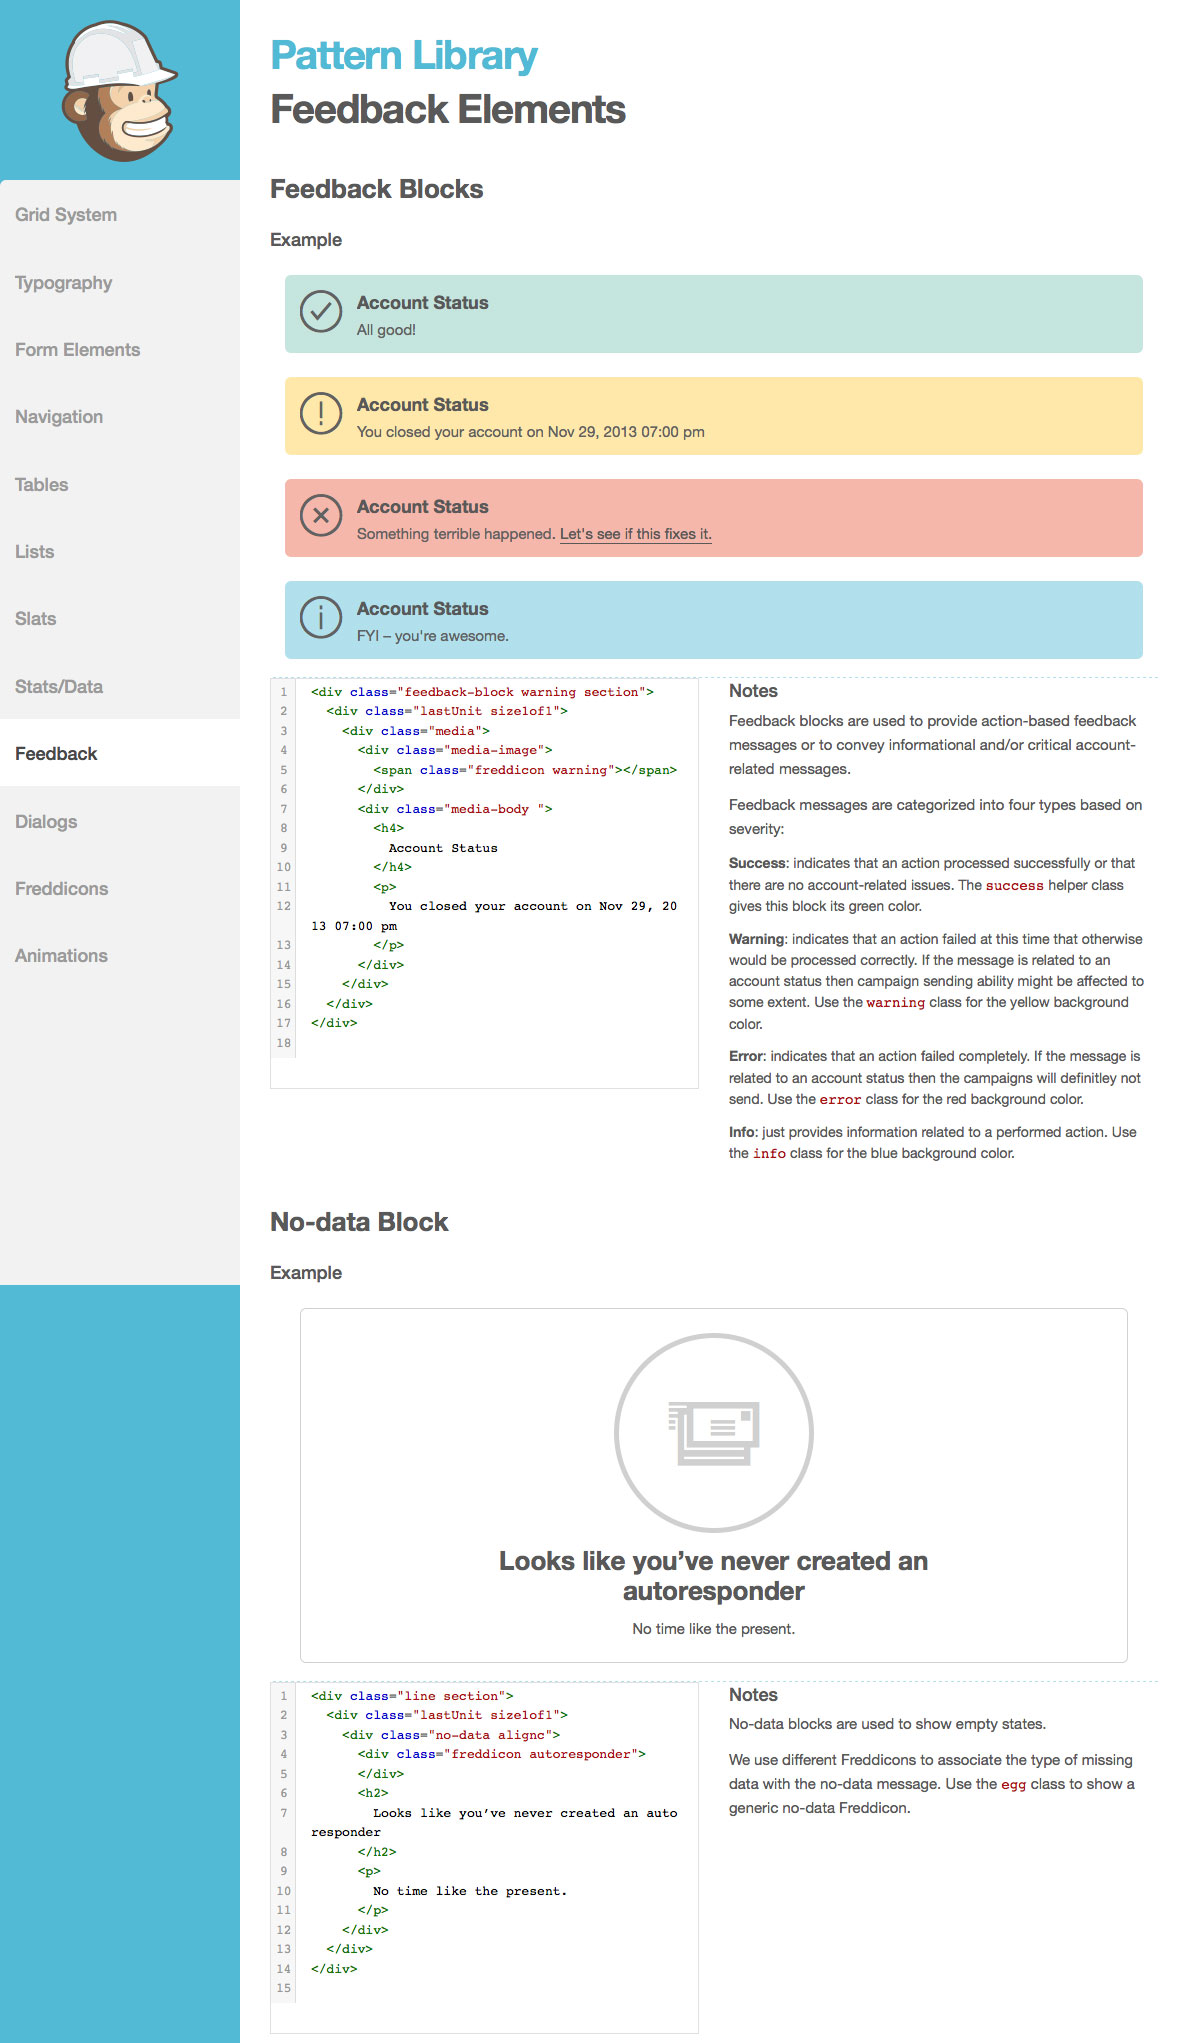 Pattern Library
Feedback Elements
Grid System
Typography
Form Elements
Navigation
Tables
Lists
Slats
Stats/Data
Feedback
Dialogs
Freddicons
Animations
Feedback Blocks
Example
Account Status
All good!
Account Status
You closed your account on Nov 29, 2013 07:00 pm
Account Status
Something terrible happened. Let's see if this fixes it.
Account Status
FYI – you're awesome.
1 <div class="feedback-block warning section">
2 <div class="lastUnit size1of1">
3 <div class="media">
4 <div class="media-image">
5 <span class="freddicon warning"></span>
6 </div>
7 <div class="media-body ">
8 <h4>
9 Account Status
10 </h4>
11 <p>
12 You closed your account on Nov 29, 20
13 07:00 pm
13 </p>
14 </div>
15 </div>
16 </div>
17 </div>
18
Notes
Feedback blocks are used to provide action-based feedback
messages or to convey informational and/or critical account-
related messages.
Feedback messages are categorized into four types based on
severity:
Success: indicates that an action processed successfully or that
there are no account-related issues. The success helper class
gives this block its green color.
Warning: indicates that an action failed at this time that otherwise
would be processed correctly. If the message is related to an
account status then campaign sending ability might be affected to
some extent. Use the warning class for the yellow background
color.
Error: indicates that an action failed completely. If the message is
related to an account status then the campaigns will definitley not
send. Use the error class for the red background color.
Info: just provides information related to a performed action. Use
the info class for the blue background color.
No-data Block
Example
Looks like you’ve never created an
autoresponder
No time like the present.
1 <div class="line section">
2 <div class="lastUnit size1of1">
3 <div class="no-data alignc">
4 <div class="freddicon autoresponder">
5 </div>
6 <h2>
7 Looks like you’ve never created an auto
responder
8 </h2>
9 <p>
10 No time like the present.
11 </p>
12 </div>
13 </div>
14 </div>
15
Notes
No-data blocks are used to show empty states.
We use different Freddicons to associate the type of missing
data with the no-data message. Use the egg class to show a
generic no-data Freddicon.